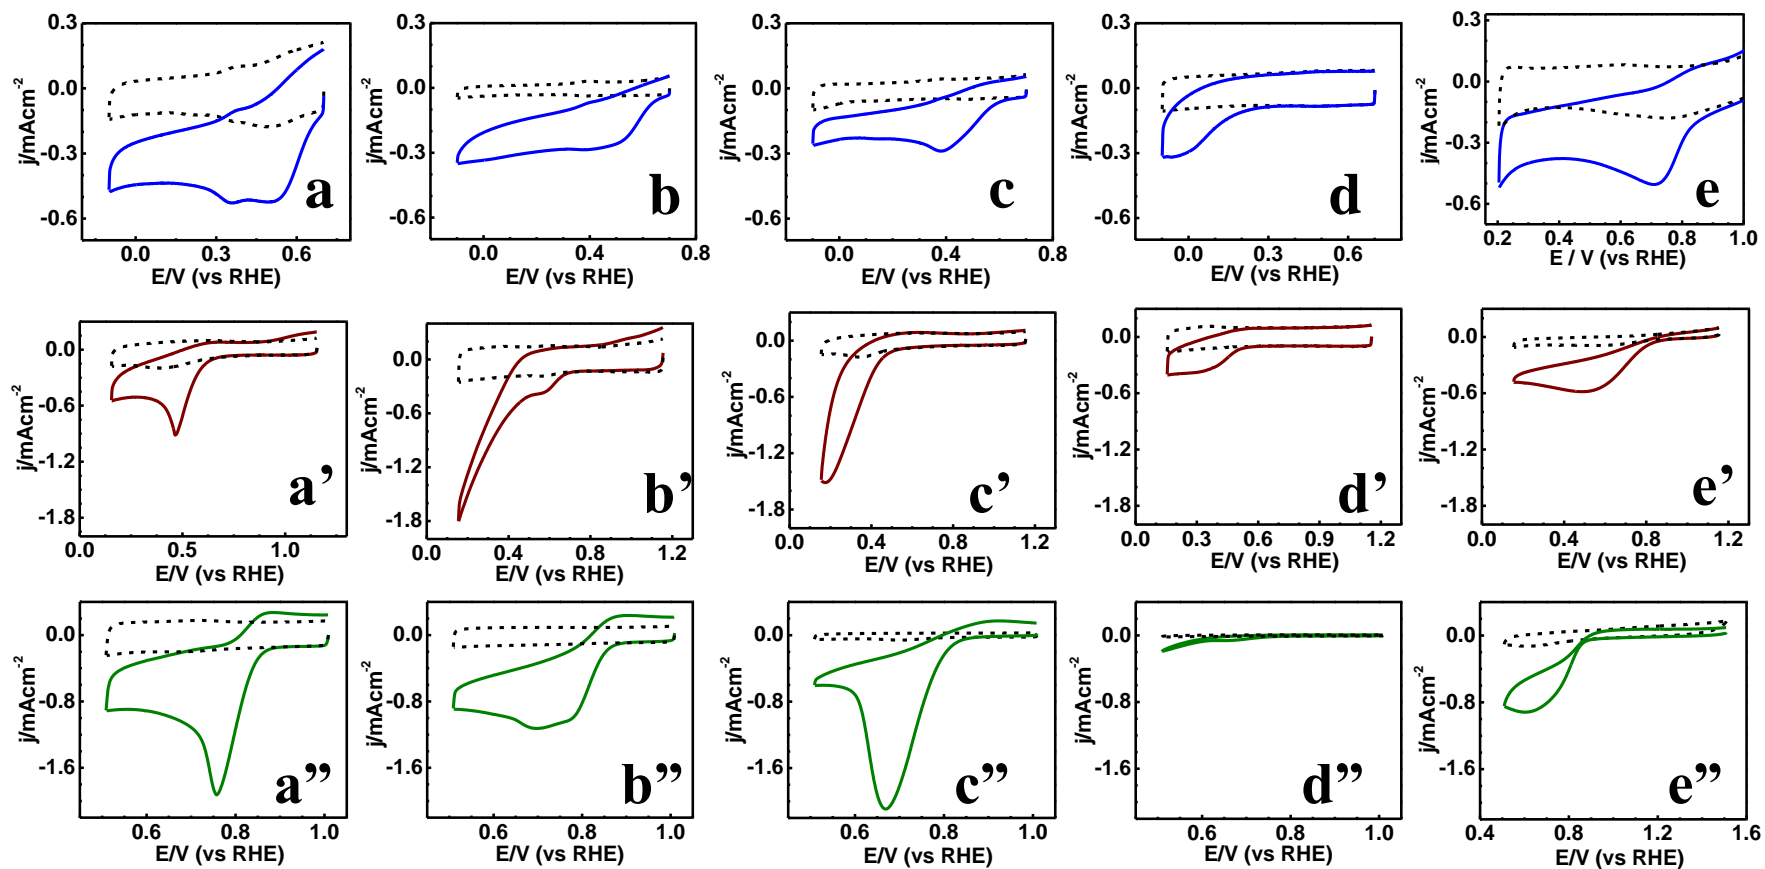 0.3
0.0
-0.3
-0.6
j/mAcm-2
0.0
0.3
0.6
E/V (vs RHE)
a
0.3
0.0
-0.3
-0.6
j/mAcm-2
0.0
0.4
0.8
E/V (vs RHE)
b
0.3
0.0
-0.3
-0.6
j/mAcm-2
0.0
0.4
0.8
E/V (vs RHE)
c
0.3
0.0
-0.3
-0.6
j/mAcm-2
0.0
0.3
0.6
E/V (vs RHE)
d
0.3
0.0
-0.3
-0.6
j/mAcm-2
0.2
0.4
0.6
0.8
1.0
E / V (vs RHE)
e
0.0
-0.6
-1.2
-1.8
j/mAcm-2
0.0
0.5
1.0
E/V (vs RHE)
a’
0.0
-0.6
-1.2
-1.8
j/mAcm-2
0.0
0.4
0.8
1.2
E/V (vs RHE)
b’
0.0
-0.6
-1.2
-1.8
j/mAcm-2
0.0
0.4
0.8
1.2
E/V (vs RHE)
c’
0.0
-0.6
-1.2
-1.8
j/mAcm-2
0.0
0.3
0.6
0.9
1.2
E/V (vs RHE)
d’
0.0
-0.6
-1.2
-1.8
j/mAcm-2
0.0
0.4
0.8
1.2
E/V (vs RHE)
e’
0.0
-0.8
-1.6
j/mAcm-2
0.6
0.8
1.0
E/V (vs RHE)
a”
0.0
-0.8
-1.6
j/mAcm-2
0.6
0.8
1.0
E/V (vs RHE)
b”
0.0
-0.8
-1.6
j/mAcm-2
0.6
0.8
1.0
E/V (vs RHE)
c”
0.0
-0.8
-1.6
j/mAcm-2
0.6
0.8
1.0
E/V (vs RHE)
d”
0.0
-0.8
-1.6
j/mAcm-2
0.4
0.8
1.2
1.6
E/V (vs RHE)
e”